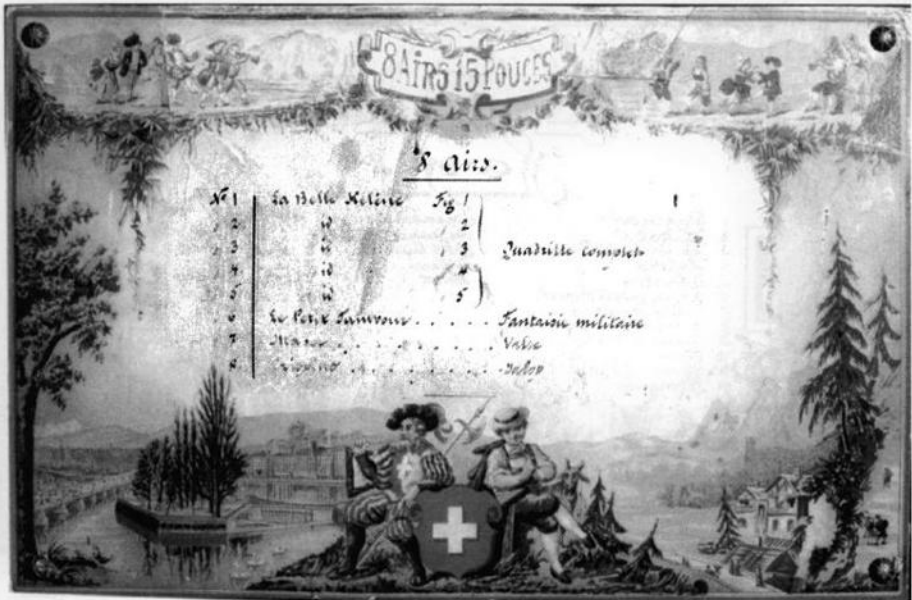 8 AIRS 15 POUCES
8 Airs.
Nº 1 La Belle Hélène Fig 1
" 2 id " 2
" 3 id " 3 Quadrille complet
" 4 id " 4
" 5 id " 5
6 Le Petit Tambour . . . . . Fantaisie militaire
7 . . . . . Valse
8 . . . . . Galop